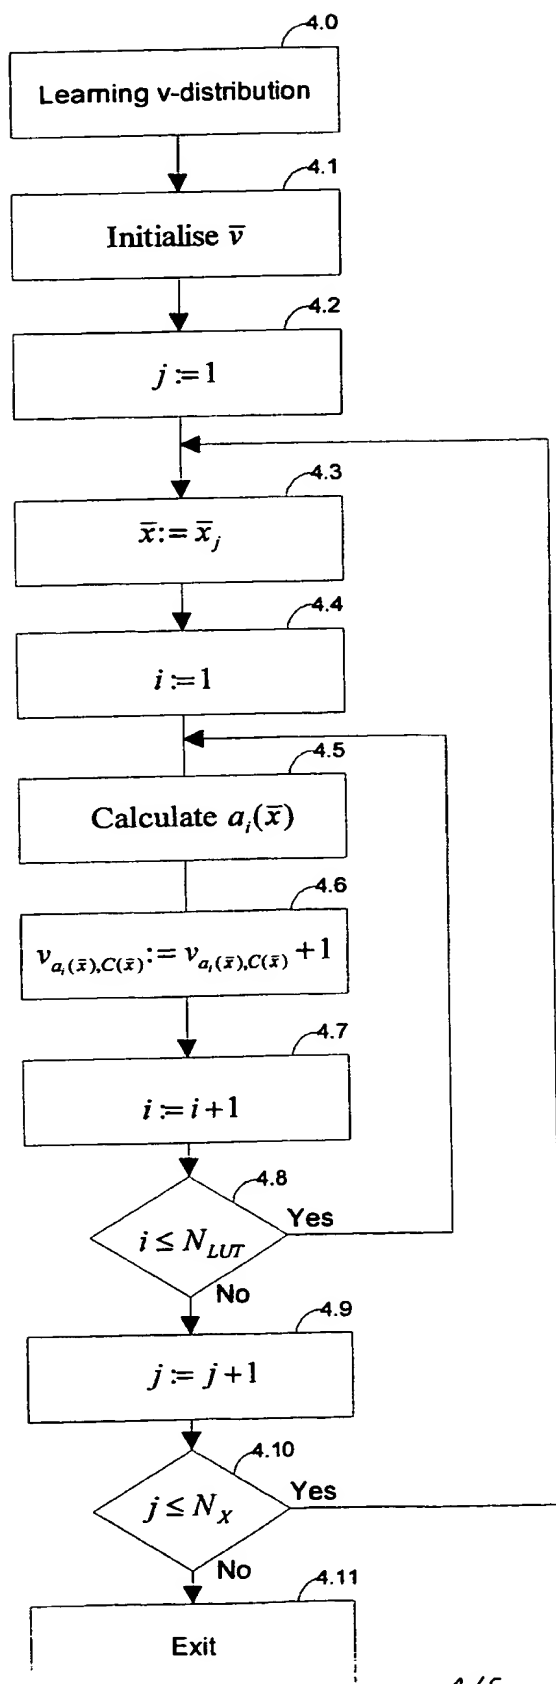 4.0
Learning v-distribution
4.1
Initialise v̄
4.2
j := 1
4.3
x̄ := x̄_j
4.4
i := 1
4.5
Calculate a_i(x̄)
4.6
v_{a_i(x̄),C(x̄)} := v_{a_i(x̄),C(x̄)} + 1
4.7
i := i + 1
4.8
i ≤ N_{LUT}
Yes
No
4.9
j := j + 1
4.10
j ≤ N_X
Yes
No
4.11
Exit